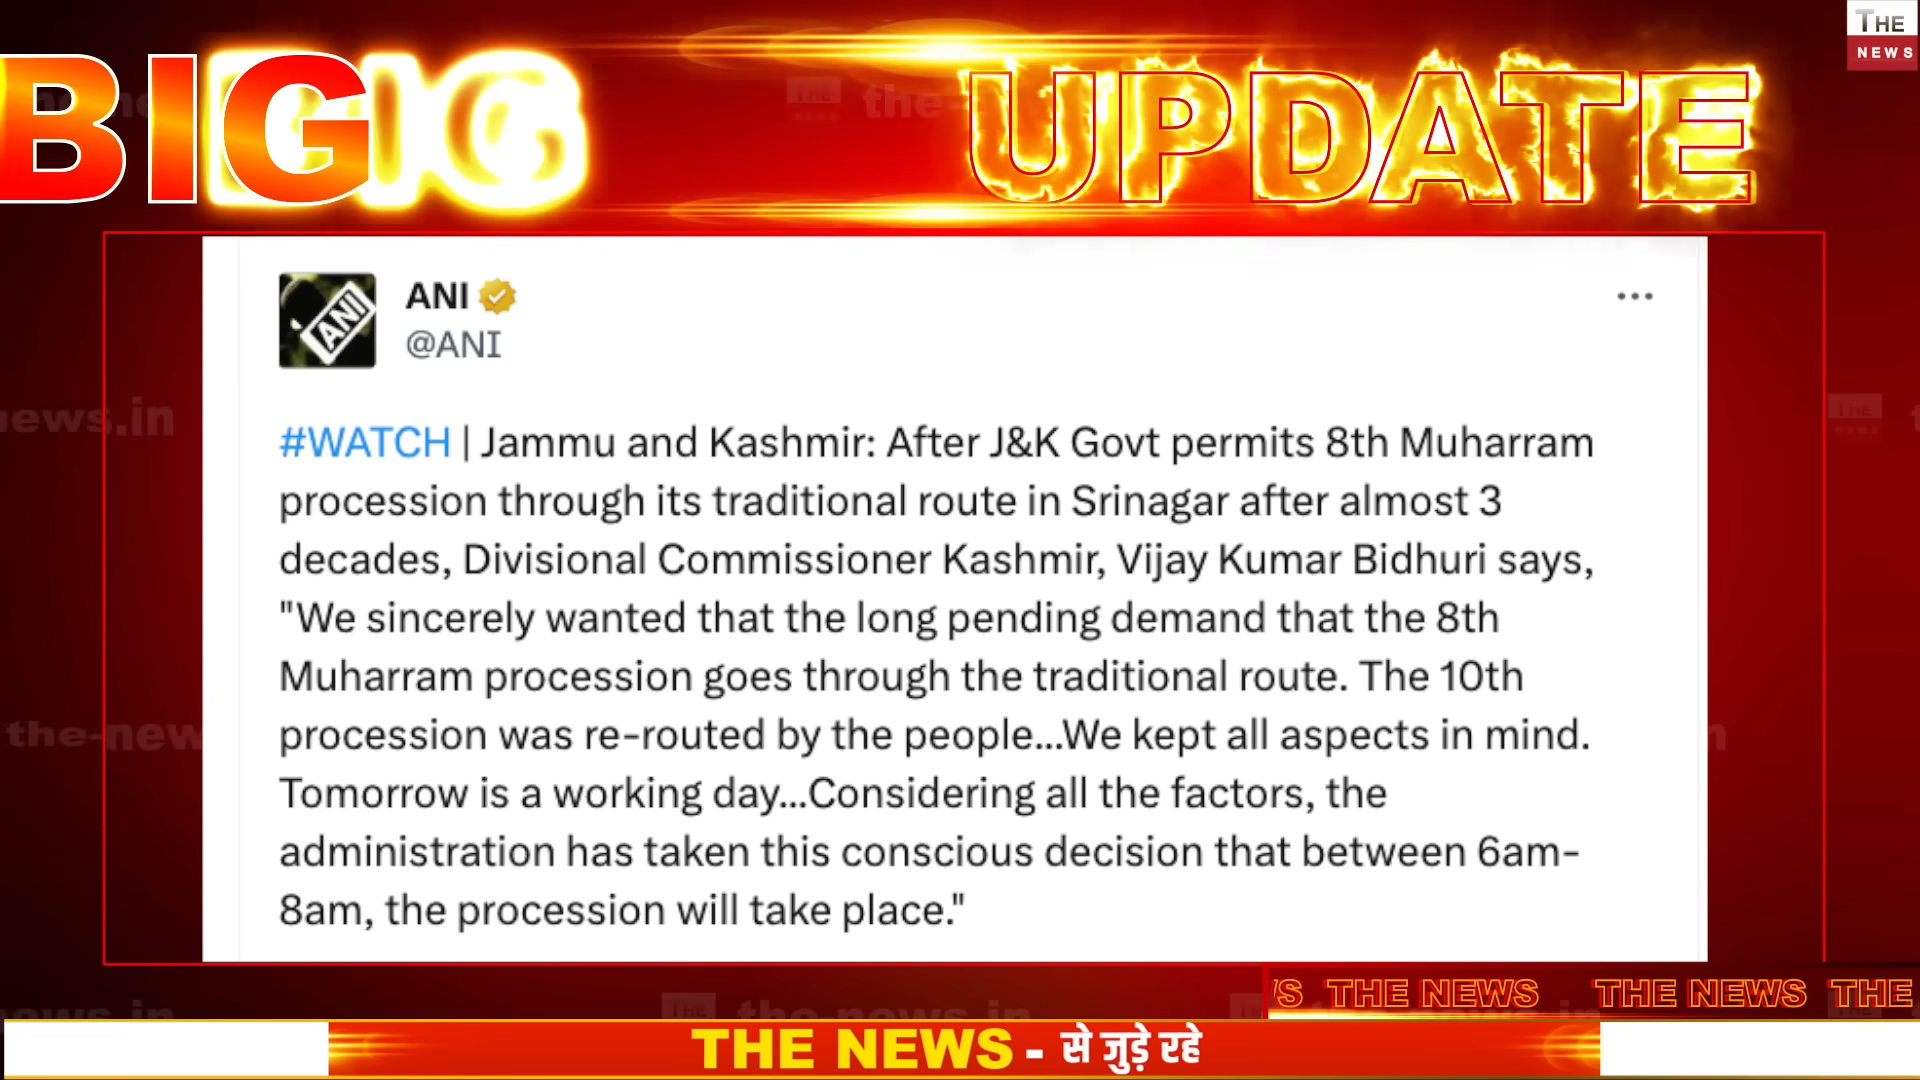 BIG UPDATE
THE
NEWS
ANI
@ANI
#WATCH | Jammu and Kashmir: After J&K Govt permits 8th Muharram
procession through its traditional route in Srinagar after almost 3
decades, Divisional Commissioner Kashmir, Vijay Kumar Bidhuri says,
"We sincerely wanted that the long pending demand that the 8th
Muharram procession goes through the traditional route. The 10th
procession was re-routed by the people...We kept all aspects in mind.
Tomorrow is a working day...Considering all the factors, the
administration has taken this conscious decision that between 6am-
8am, the procession will take place."
THE NEWS THE NEWS THE
THE NEWS - से जुड़े रहे